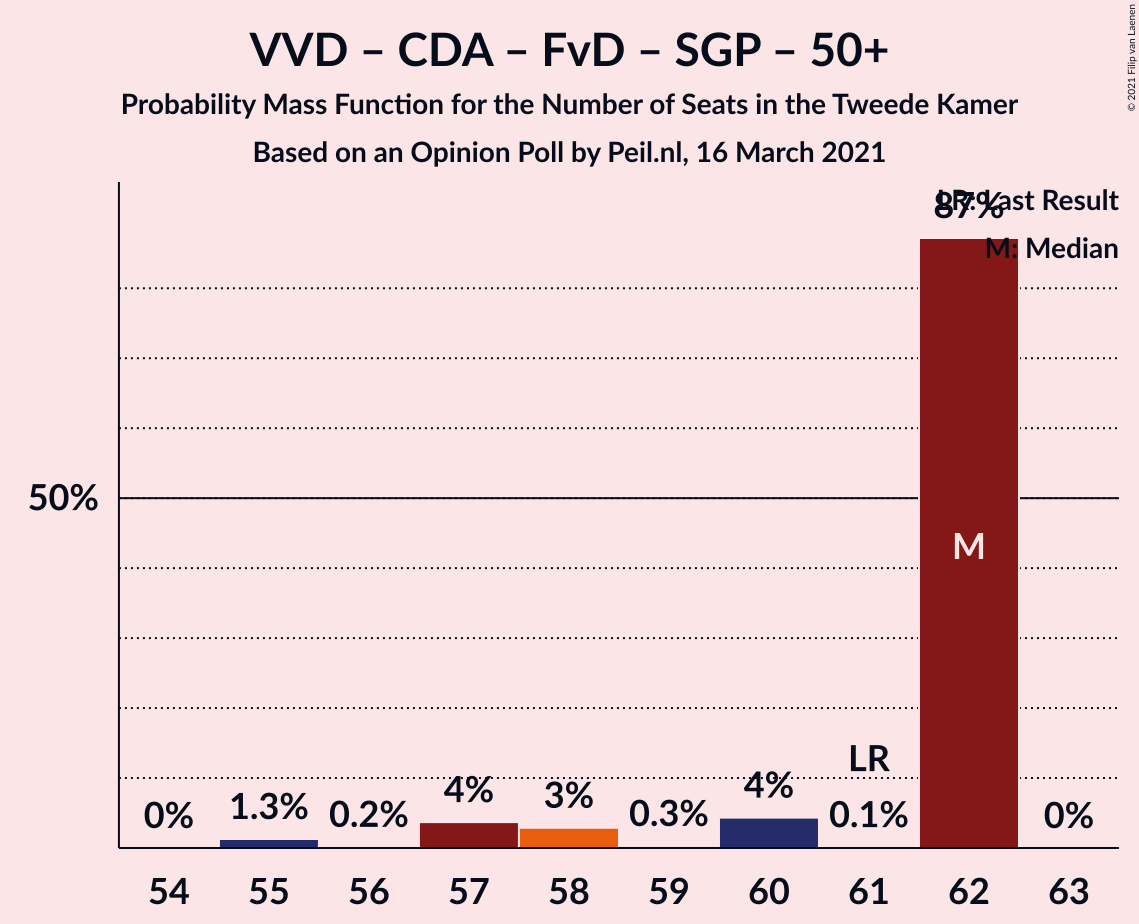 VVD – CDA – FvD – SGP – 50+
Probability Mass Function for the Number of Seats in the Tweede Kamer
Based on an Opinion Poll by Peil.nl, 16 March 2021
© 2021 Filip van Laenen
LR: Last Result
M: Median
87%
50%
M
LR
0%
1.3%
0.2%
4%
3%
0.3%
4%
0.1%
0%
54 55 56 57 58 59 60 61 62 63